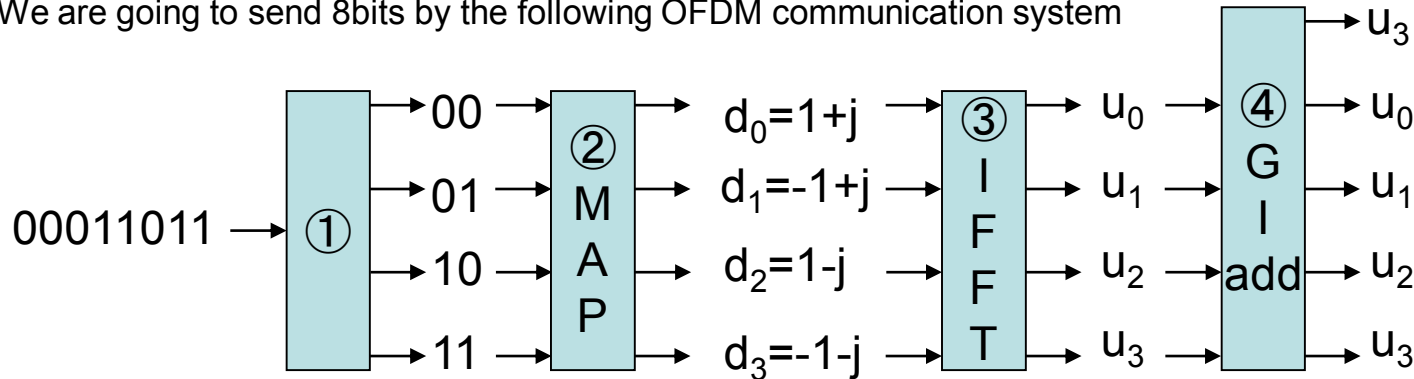 We are going to send 8bits by the following OFDM communication system
00011011
①
00
01
10
11
②
M
A
P
d₀=1+j
d₁=-1+j
d₂=1-j
d₃=-1-j
③
I
F
F
T
u₀
u₁
u₂
u₃
④
G
I
add
u₃
u₀
u₁
u₂
u₃